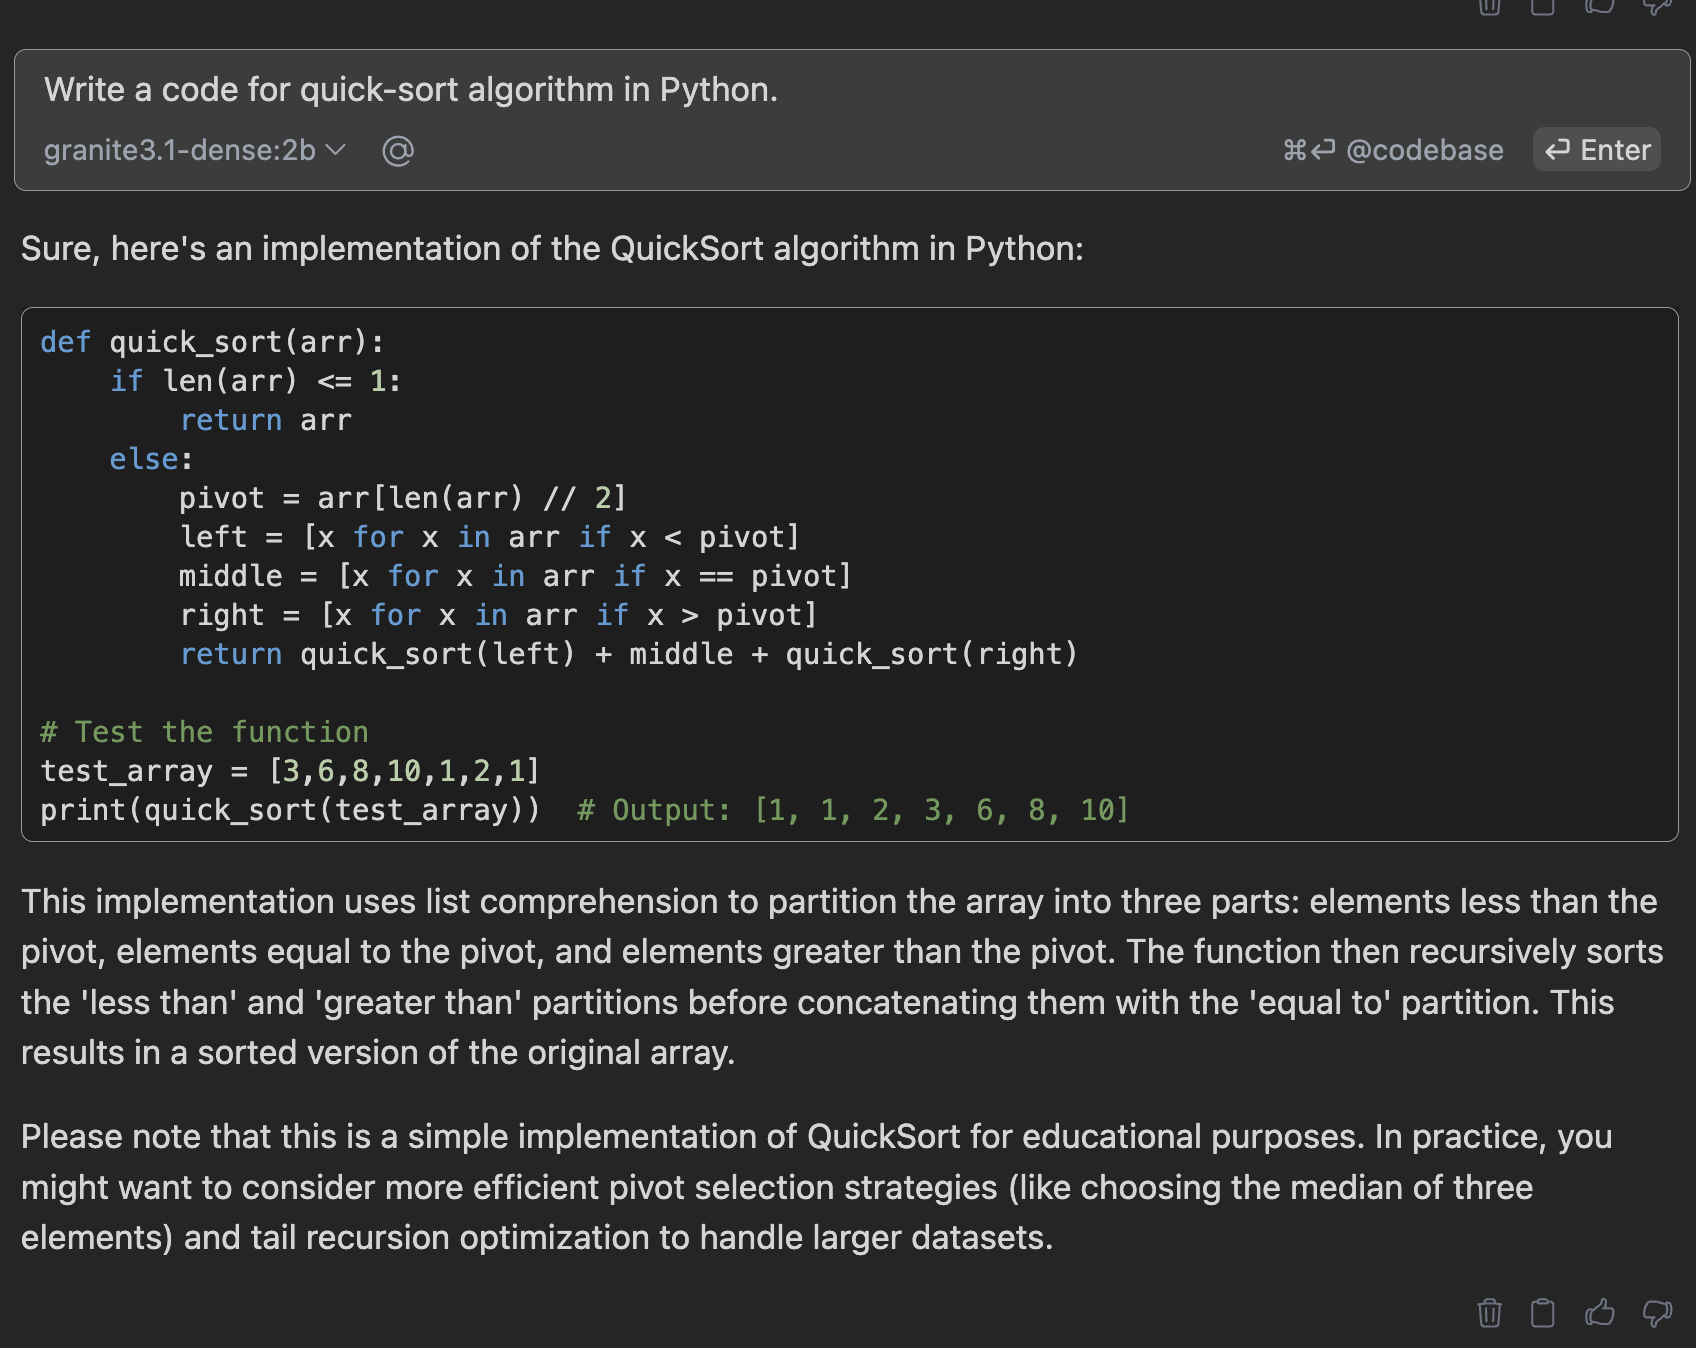 Write a code for quick-sort algorithm in Python.
granite3.1-dense:2b @ ⌘⏎ @codebase ⏎ Enter
Sure, here's an implementation of the QuickSort algorithm in Python:
def quick_sort(arr):
    if len(arr) <= 1:
        return arr
    else:
        pivot = arr[len(arr) // 2]
        left = [x for x in arr if x < pivot]
        middle = [x for x in arr if x == pivot]
        right = [x for x in arr if x > pivot]
        return quick_sort(left) + middle + quick_sort(right)
# Test the function
test_array = [3,6,8,10,1,2,1]
print(quick_sort(test_array))  # Output: [1, 1, 2, 3, 6, 8, 10]
This implementation uses list comprehension to partition the array into three parts: elements less than the
pivot, elements equal to the pivot, and elements greater than the pivot. The function then recursively sorts
the 'less than' and 'greater than' partitions before concatenating them with the 'equal to' partition. This
results in a sorted version of the original array.
Please note that this is a simple implementation of QuickSort for educational purposes. In practice, you
might want to consider more efficient pivot selection strategies (like choosing the median of three
elements) and tail recursion optimization to handle larger datasets.